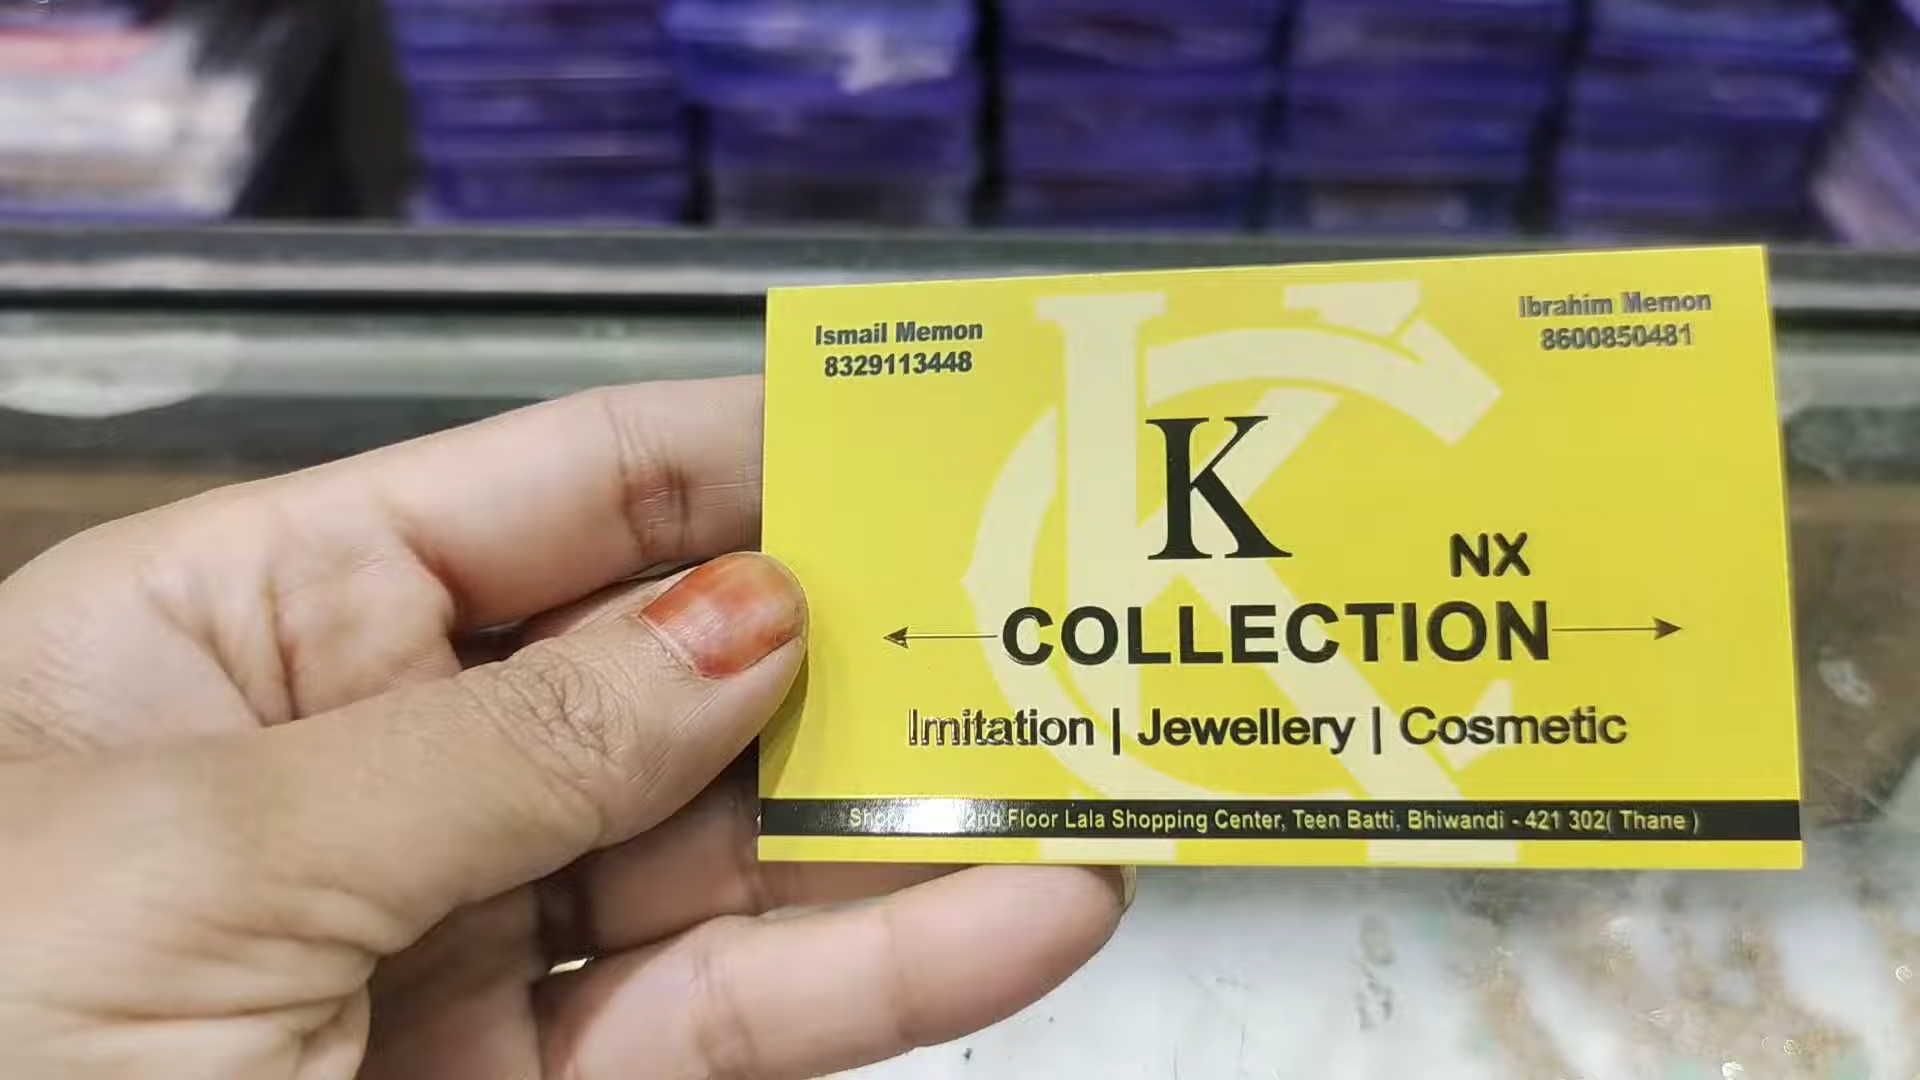 Ismail Memon
8329113448
Ibrahim Memon
8600850481
K
NX
COLLECTION
Imitation | Jewellery | Cosmetic
2nd Floor Lala Shopping Center, Teen Batti, Bhiwandi - 421 302( Thane )